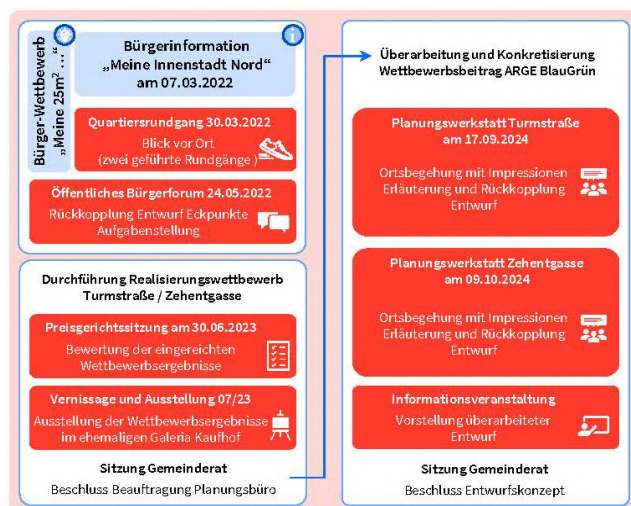 Bürger-Wettbewerb
„Meine 25m² ...“
Bürgerinformation
„Meine Innenstadt Nord“
am 07.03.2022
Quartiersrundgang 30.03.2022
Blick vor Ort
(zwei geführte Rundgänge)
Öffentliches Bürgerforum 24.05.2022
Rückkopplung Entwurf Eckpunkte
Aufgabenstellung
Durchführung Realisierungswettbewerb
Turmstraße / Zehentgasse
Preisgerichtssitzung am 30.06.2023
Bewertung der eingereichten
Wettbewerbsergebnisse
Vernissage und Ausstellung 07/23
Ausstellung der Wettbewerbsergebnisse
im ehemaligen Galeria Kaufhof
Sitzung Gemeinderat
Beschluss Beauftragung Planungsbüro
Überarbeitung und Konkretisierung
Wettbewerbsbeitrag ARGE BlauGrün
Planungswerkstatt Turmstraße
am 17.09.2024
Ortsbegehung mit Impressionen
Erläuterung und Rückkopplung
Entwurf
Planungswerkstatt Zehentgasse
am 09.10.2024
Ortsbegehung mit Impressionen
Erläuterung und Rückkopplung
Entwurf
Informationsveranstaltung
Vorstellung überarbeiteter
Entwurf
Sitzung Gemeinderat
Beschluss Entwurfskonzept